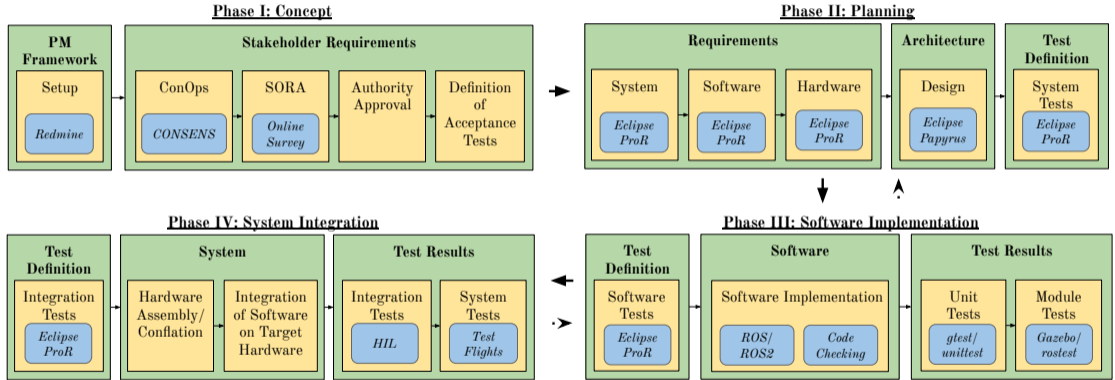 Phase I: Concept
PM
Framework
Setup
Redmine
Stakeholder Requirements
ConOps
CONSENS
SORA
Online
Survey
Authority
Approval
Definition
of
Acceptance
Tests
Phase II: Planning
Requirements
System
Eclipse
ProR
Software
Eclipse
ProR
Hardware
Eclipse
ProR
Architecture
Design
Eclipse
Papyrus
Test
Definition
System
Tests
Eclipse
ProR
Phase IV: System Integration
Test
Definition
Integration
Tests
Eclipse
ProR
System
Hardware
Assembly/
Conflation
Integration
of Software
on Target
Hardware
Test Results
Integration
Tests
HIL
System
Tests
Test
Flights
Phase III: Software Implementation
Test
Definition
Software
Tests
Eclipse
ProR
Software
Software Implementation
ROS/
ROS2
Code
Checking
Test Results
Unit
Tests
gtest/
unittest
Module
Tests
Gazebo/
rostest